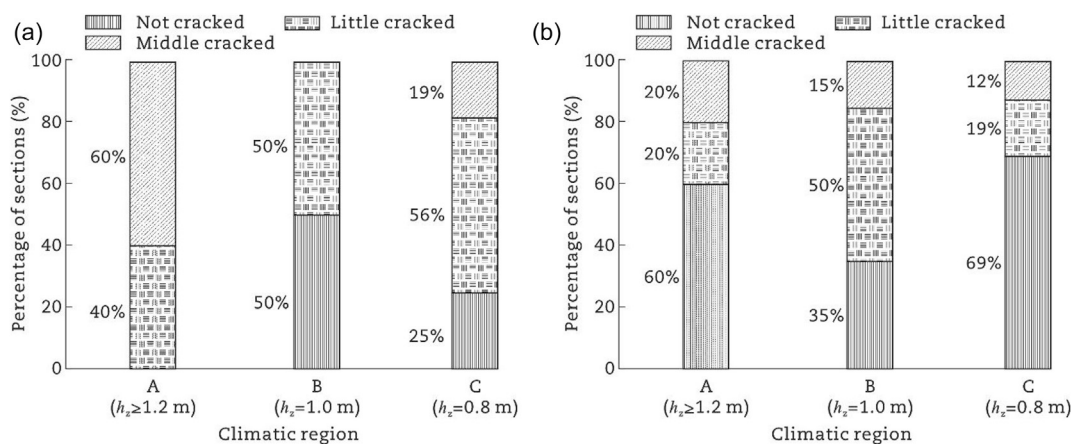 (a)
Not cracked
Little cracked
Middle cracked
Percentage of sections (%)
100
80
60
40
20
0
60%
40%
50%
50%
19%
56%
25%
A
B
C
(hz≥1.2 m)
(hz=1.0 m)
(hz=0.8 m)
Climatic region
(b)
Not cracked
Little cracked
Middle cracked
Percentage of sections (%)
100
80
60
40
20
0
20%
20%
60%
15%
50%
35%
12%
19%
69%
A
B
C
(hz≥1.2 m)
(hz=1.0 m)
(hz=0.8 m)
Climatic region